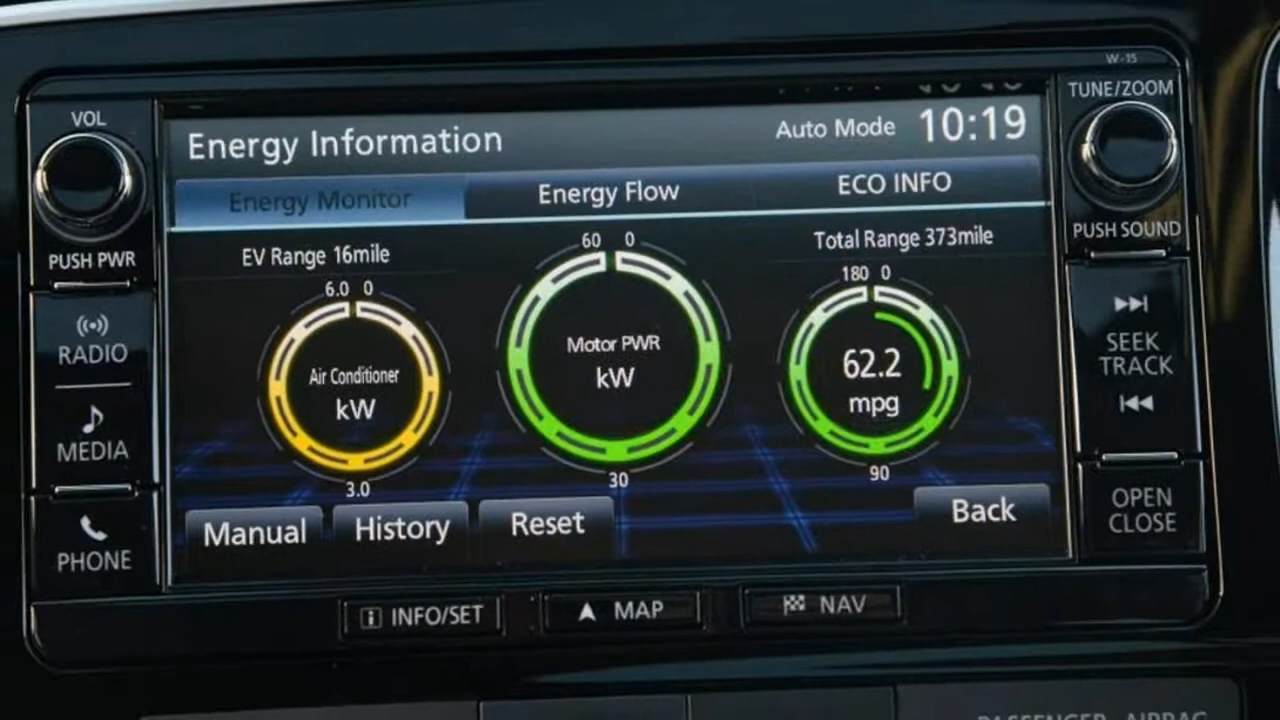 W-15
VOL
TUNE/ZOOM
Energy Information
Auto Mode 10:19
Energy Monitor
Energy Flow
ECO INFO
PUSH PWR
PUSH SOUND
EV Range 16mile
Total Range 373mile
6.0 0
60 0
180 0
Air Conditioner
kW
Motor PWR
kW
62.2
mpg
3.0
30
90
RADIO
MEDIA
PHONE
SEEK
TRACK
OPEN
CLOSE
Manual
History
Reset
Back
INFO/SET
MAP
NAV
PASSENGER AIRBAG